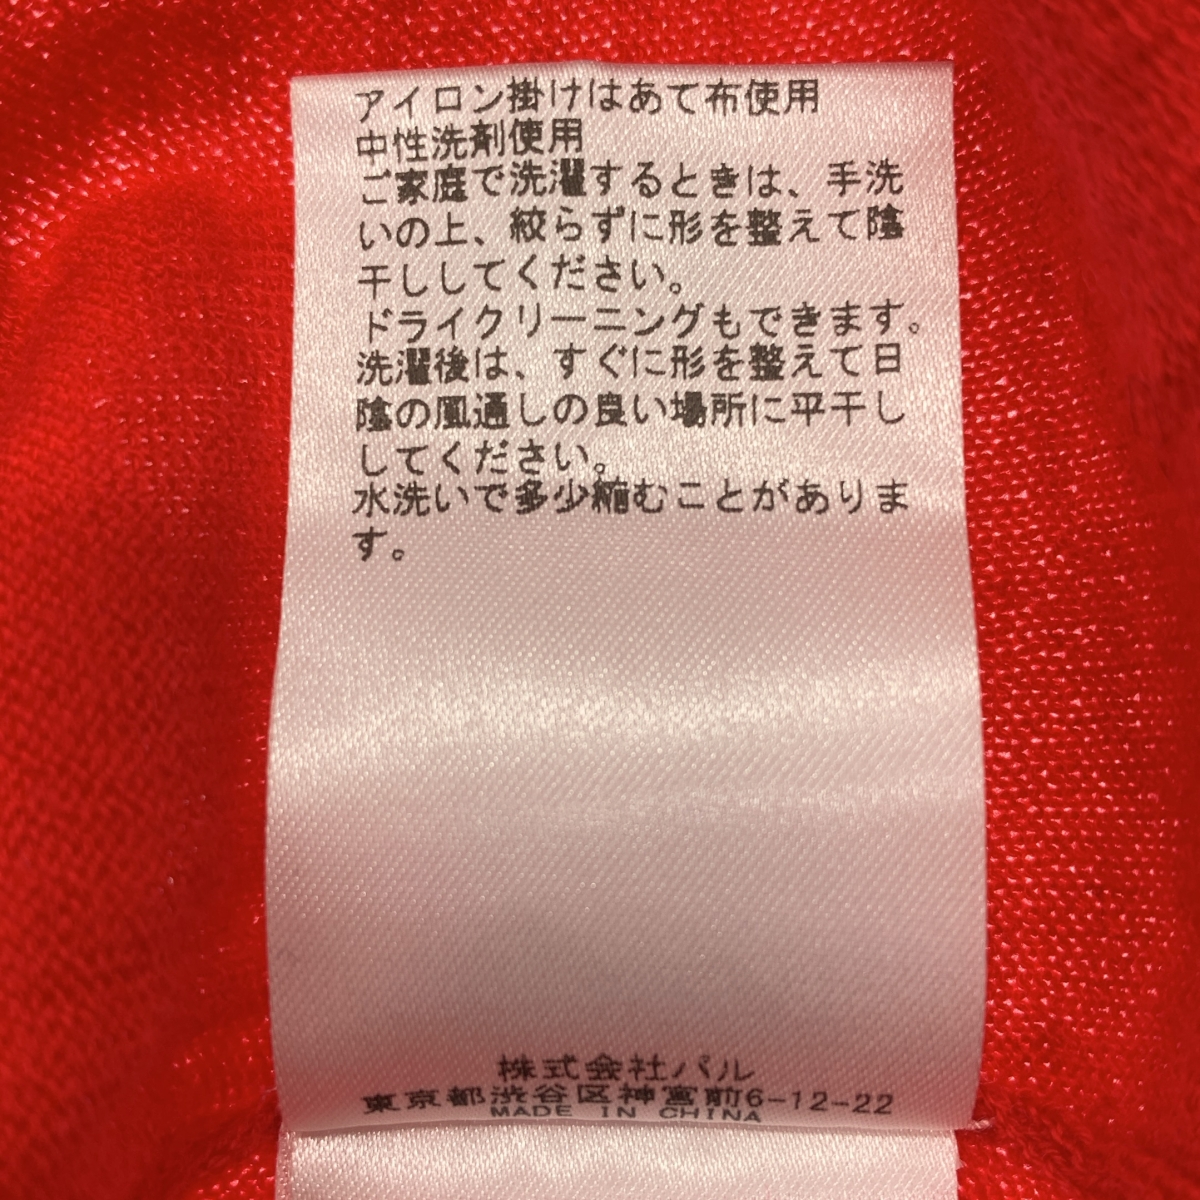 アイロン掛けはあて布使用
中性洗剤使用
ご家庭で洗濯するときは、手洗
いの上、絞らずに形を整えて陰
干ししてください。
ドライクリーニングもできます。
洗濯後は、すぐに形を整えて日
陰の風通しの良い場所に平干し
してください。
水洗いで多少縮むことがありま
す。
株式会社パル
東京都渋谷区神宮前6-12-22
MADE IN CHINA